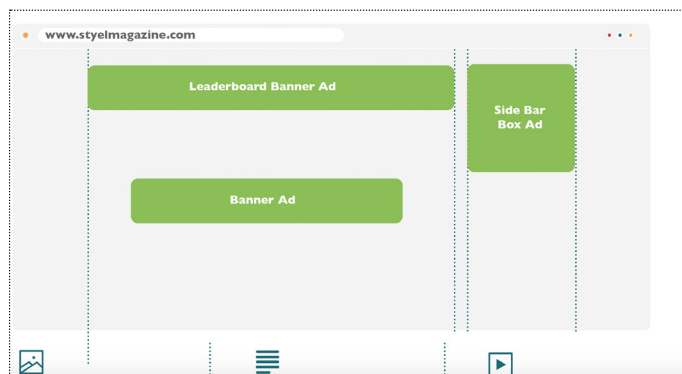 www.styelmagazine.com
Leaderboard Banner Ad
Side Bar
Box Ad
Banner Ad